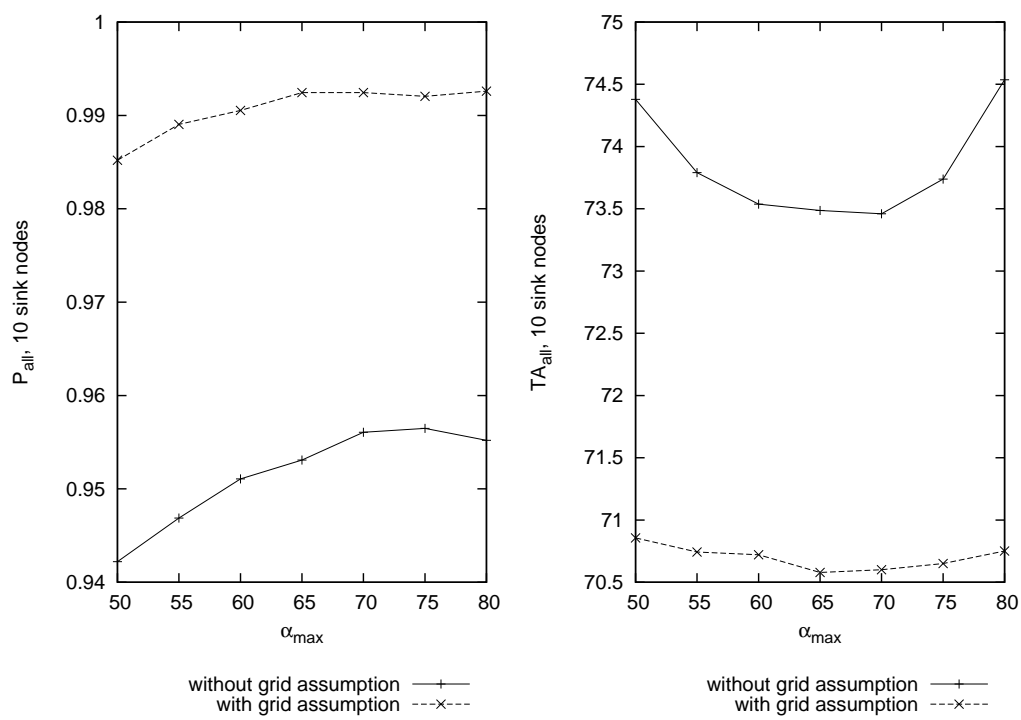 1
0.99
0.98
0.97
0.96
0.95
0.94
50 55 60 65 70 75 80
P_all, 10 sink nodes
α_max
without grid assumption
with grid assumption
75
74.5
74
73.5
73
72.5
72
71.5
71
70.5
50 55 60 65 70 75 80
TA_all, 10 sink nodes
α_max
without grid assumption
with grid assumption